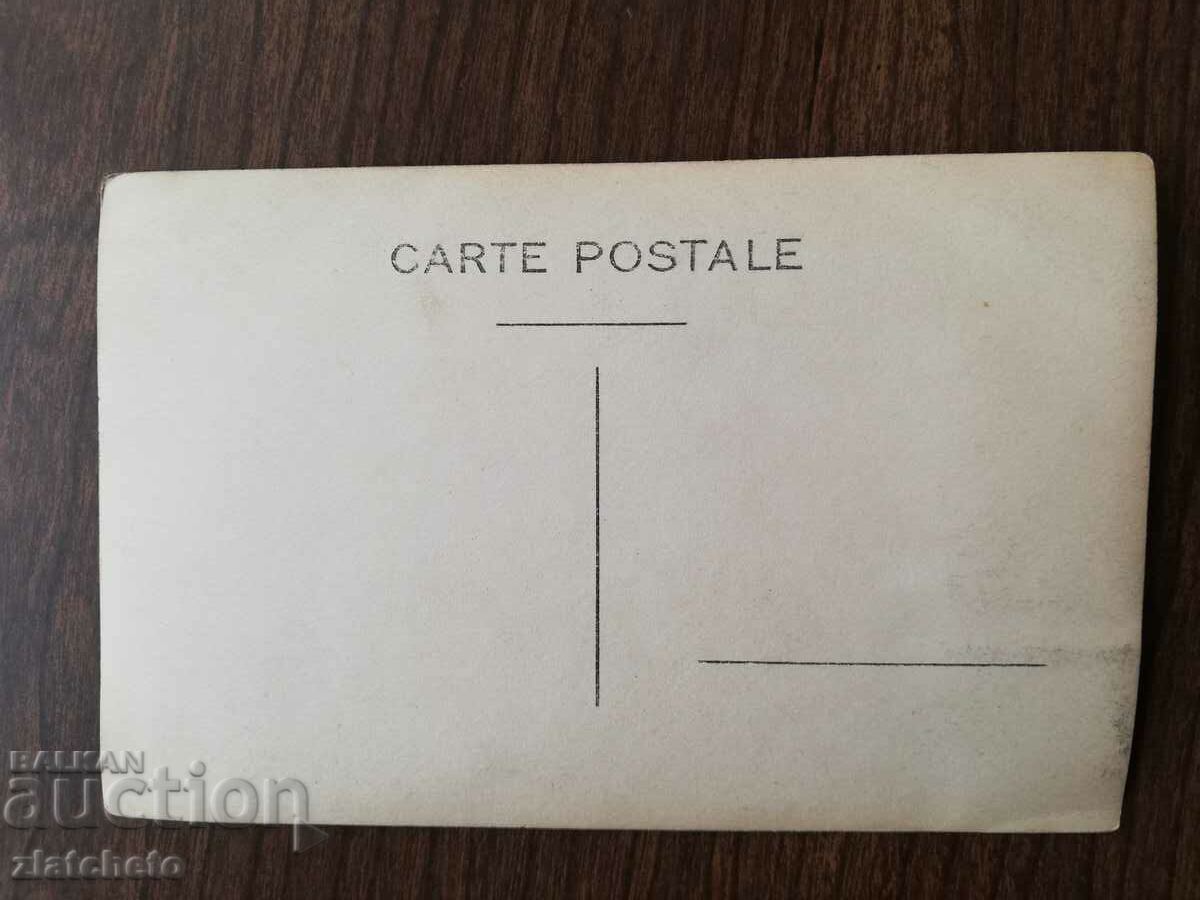 CARTE POSTALE
BALKAN
auction
zlatcheto